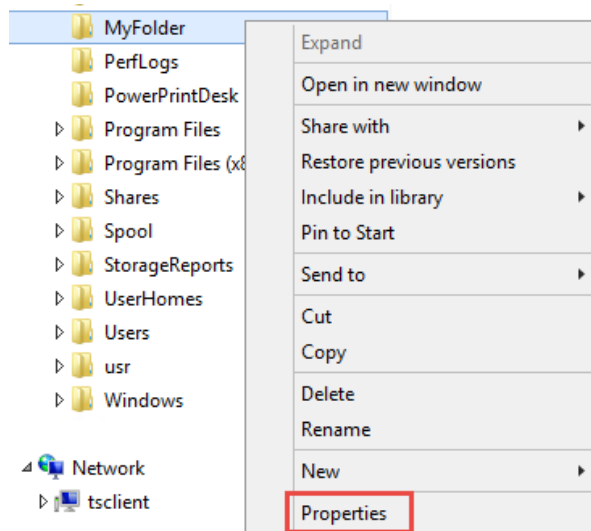 MyFolder
PerfLogs
PowerPrintDesk
Program Files
Program Files (x8
Shares
Spool
StorageReports
UserHomes
Users
usr
Windows
Network
tsclient
Expand
Open in new window
Share with
Restore previous versions
Include in library
Pin to Start
Send to
Cut
Copy
Delete
Rename
New
Properties